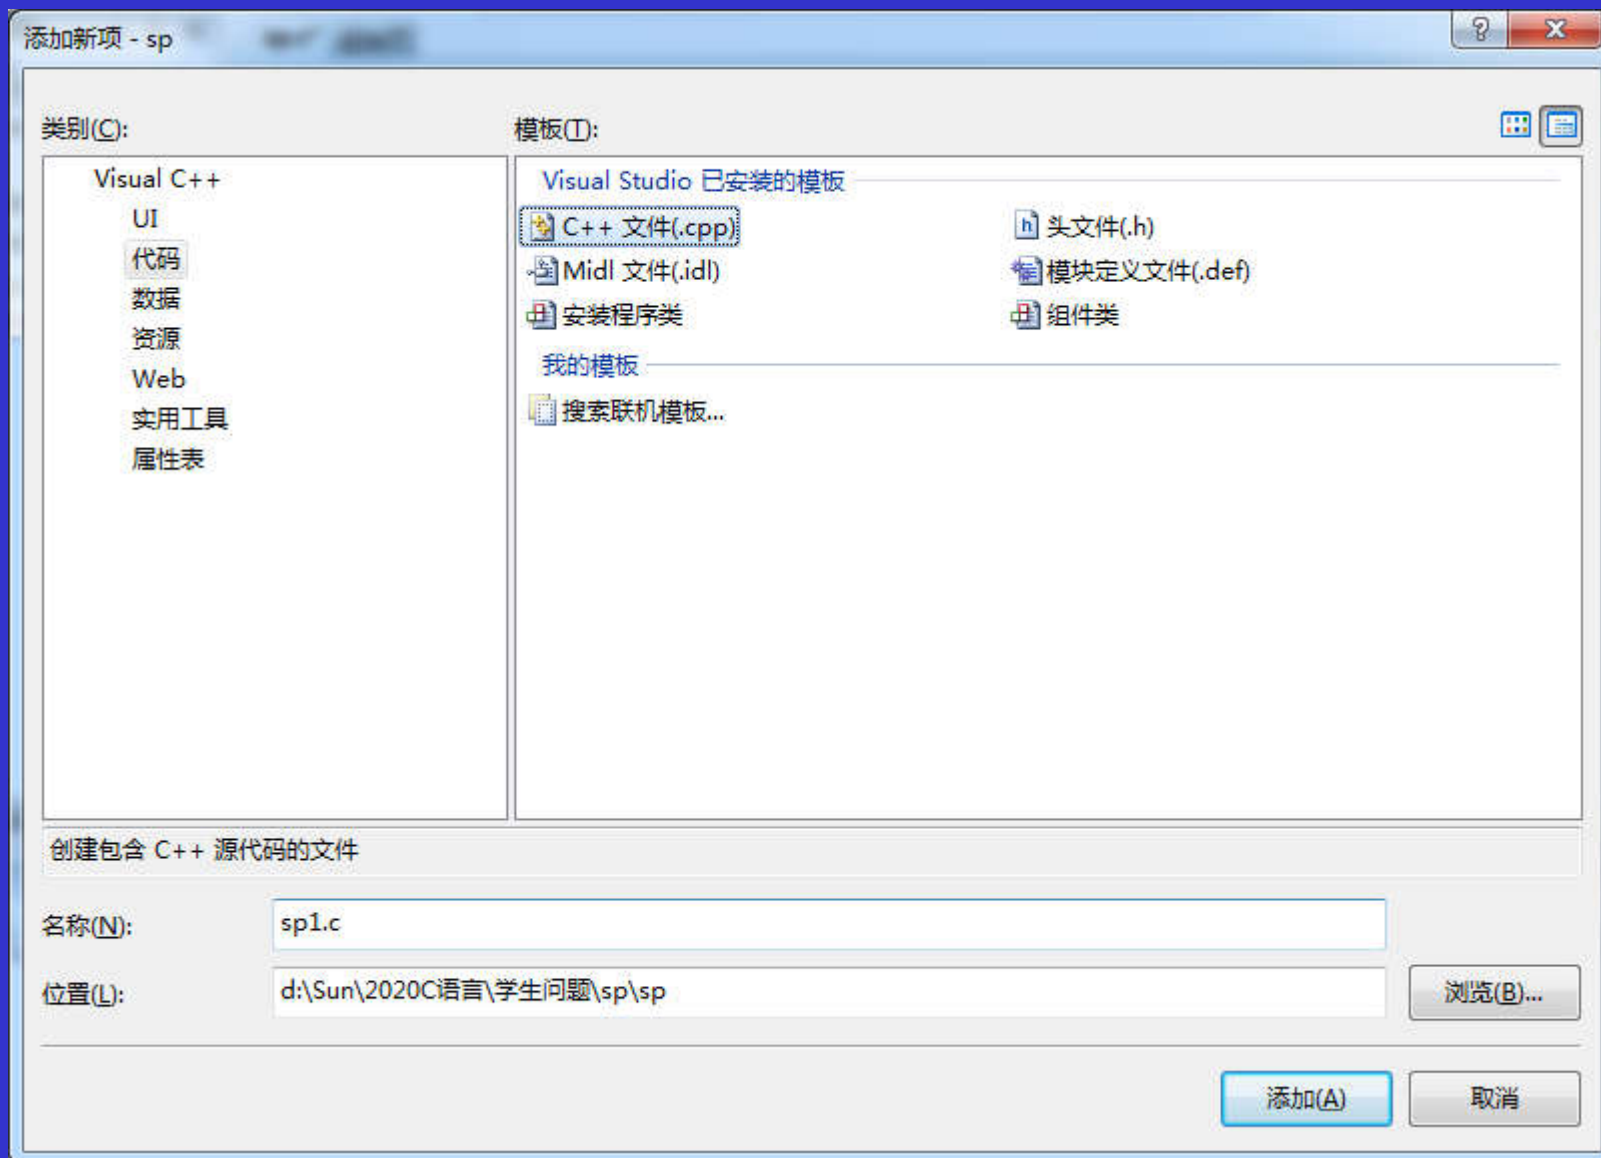 添加新项 - sp
类别(C):
模板(T):
Visual C++
UI
代码
数据
资源
Web
实用工具
属性表
Visual Studio 已安装的模板
C++ 文件(.cpp)
头文件(.h)
Midl 文件(.idl)
模块定义文件(.def)
安装程序类
组件类
我的模板
搜索联机模板...
创建包含 C++ 源代码的文件
名称(N):
sp1.c
位置(L):
d:\Sun\2020C语言\学生问题\sp\sp
浏览(B)...
添加(A)
取消